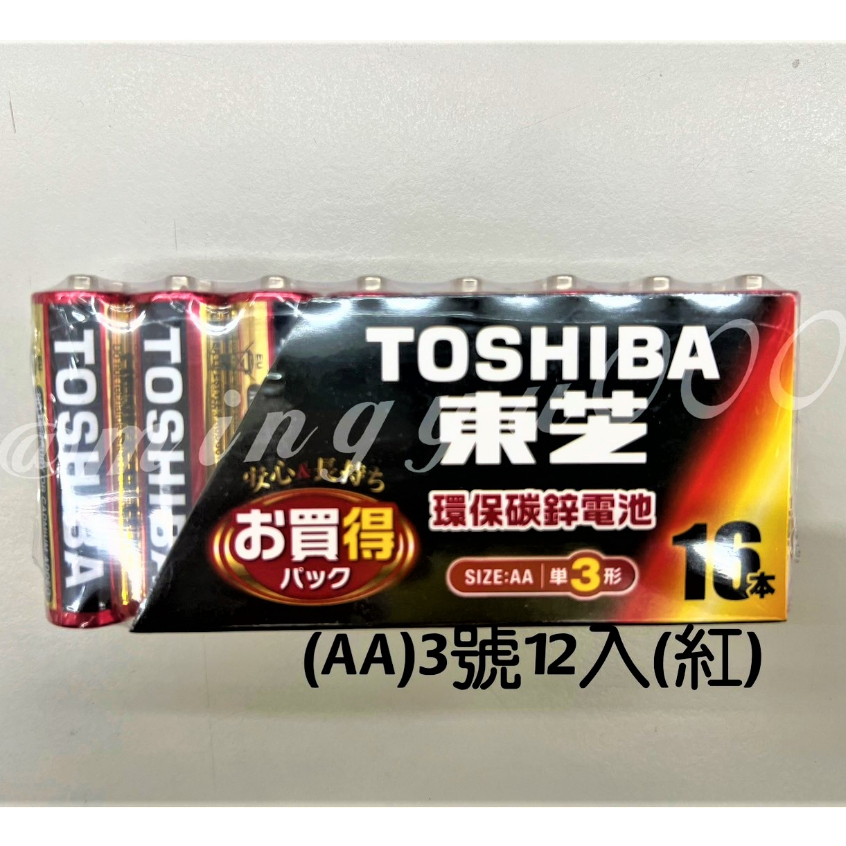 TOSHIBA
東芝
安心&長持ち
お買得
パック
環保碳鋅電池
SIZE:AA 単3形
16本
TOSHIBA
TOSHIBA
@mingyu000
(AA)3號12入(紅)